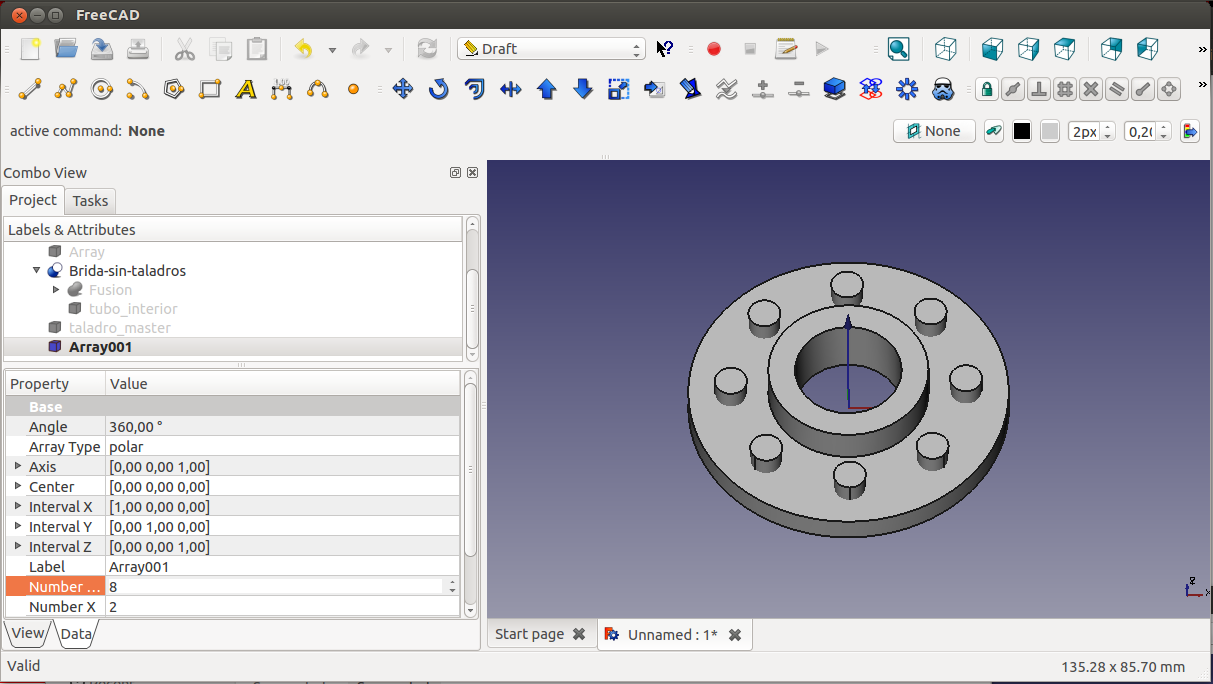 FreeCAD
Draft
active command: None
None
2px
0,20
Combo View
Project
Tasks
Labels & Attributes
Array
Brida-sin-taladros
Fusion
tubo_interior
taladro_master
Array001
Property Value
Base
Angle 360,00 °
Array Type polar
Axis [0,00 0,00 1,00]
Center [0,00 0,00 0,00]
Interval X [1,00 0,00 0,00]
Interval Y [0,00 1,00 0,00]
Interval Z [0,00 0,00 1,00]
Label Array001
Number ... 8
Number X 2
View
Data
Start page
Unnamed : 1*
Valid
135.28 x 85.70 mm